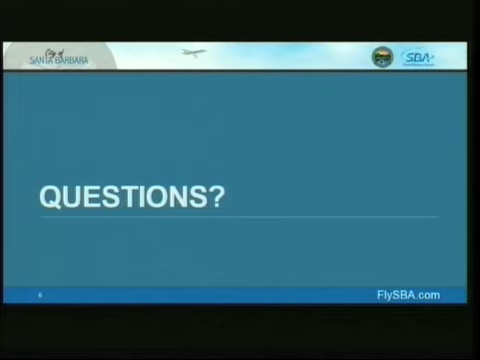 City of
SANTA BARBARA
SBA
QUESTIONS?
6
FlySBA.com